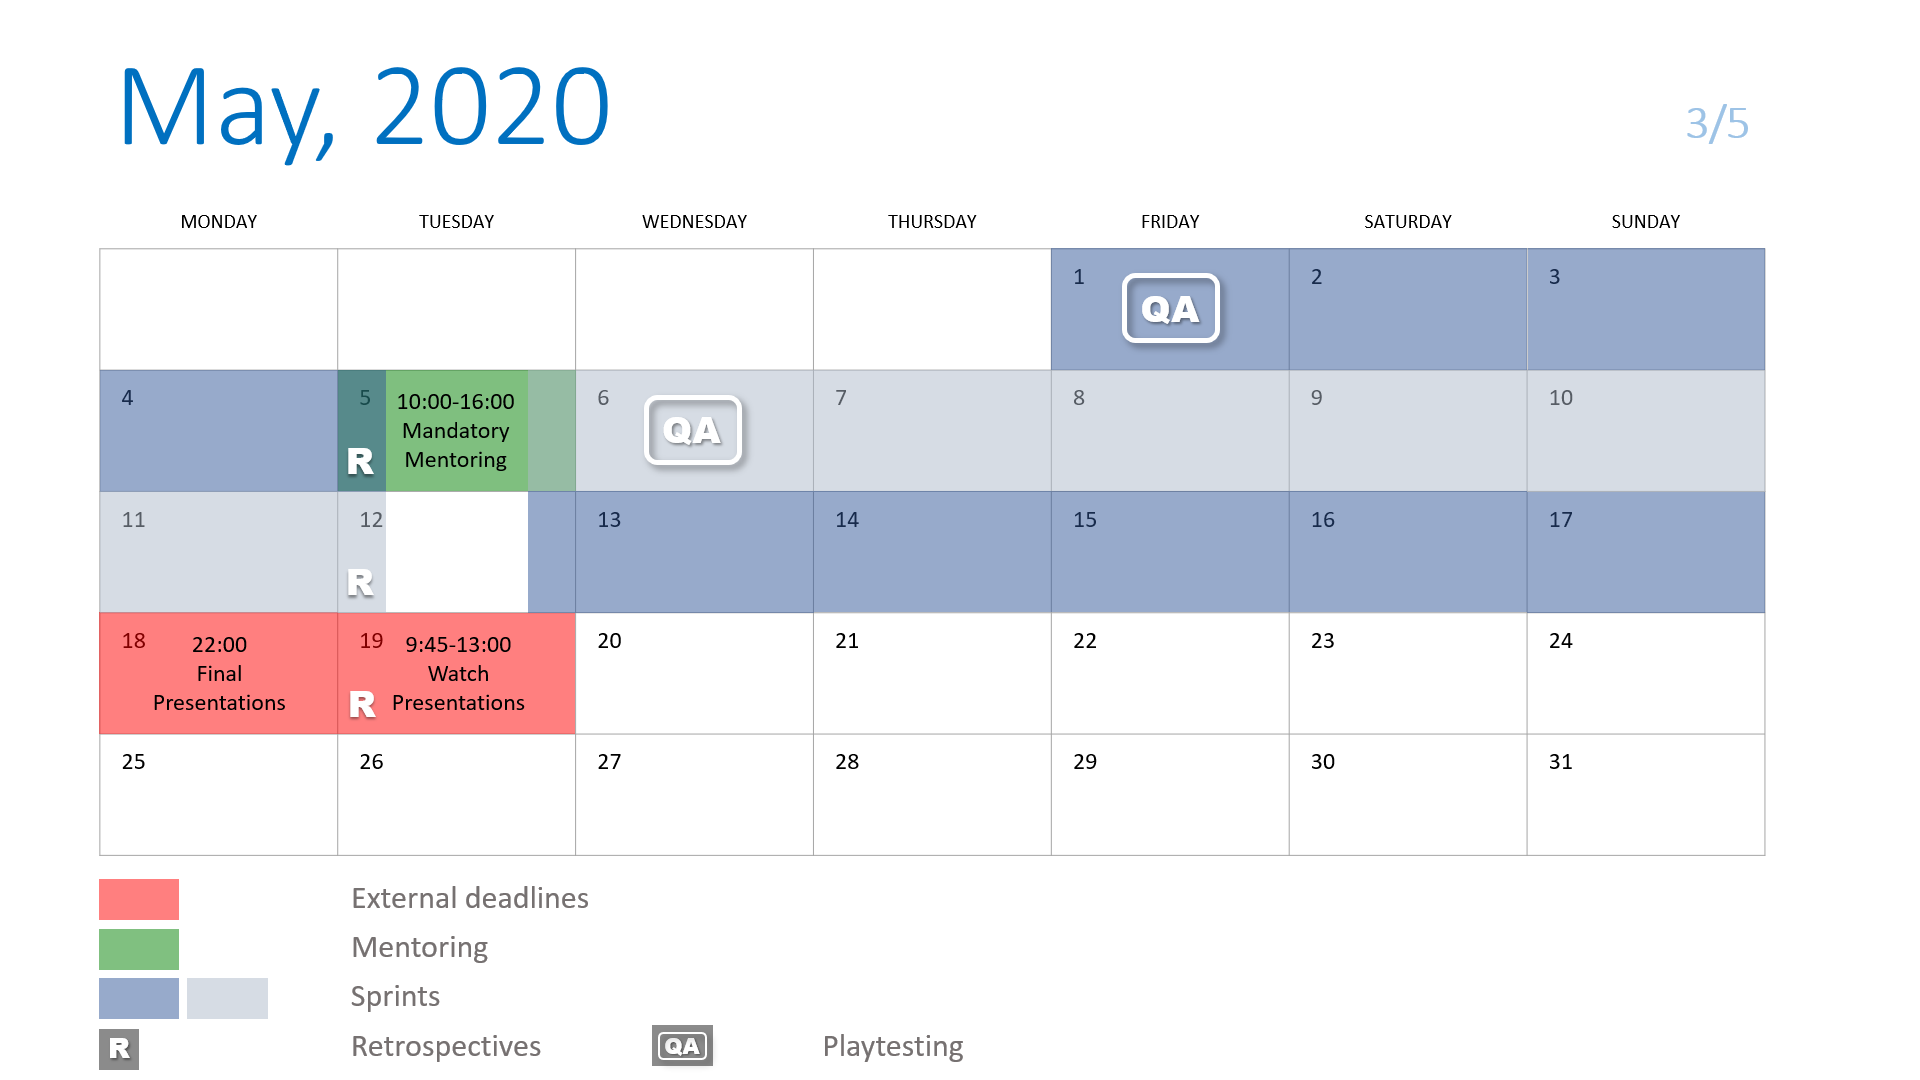 May, 2020
3/5
MONDAY TUESDAY WEDNESDAY THURSDAY FRIDAY SATURDAY SUNDAY
1 QA 2 3
4
5 10:00-16:00
Mandatory
R Mentoring
6 QA 7 8 9 10
11 12 13 14 15 16 17
R
18 22:00
Final
Presentations
19 9:45-13:00
Watch
R Presentations
20 21 22 23 24
25 26 27 28 29 30 31
External deadlines
Mentoring
Sprints
R Retrospectives QA Playtesting